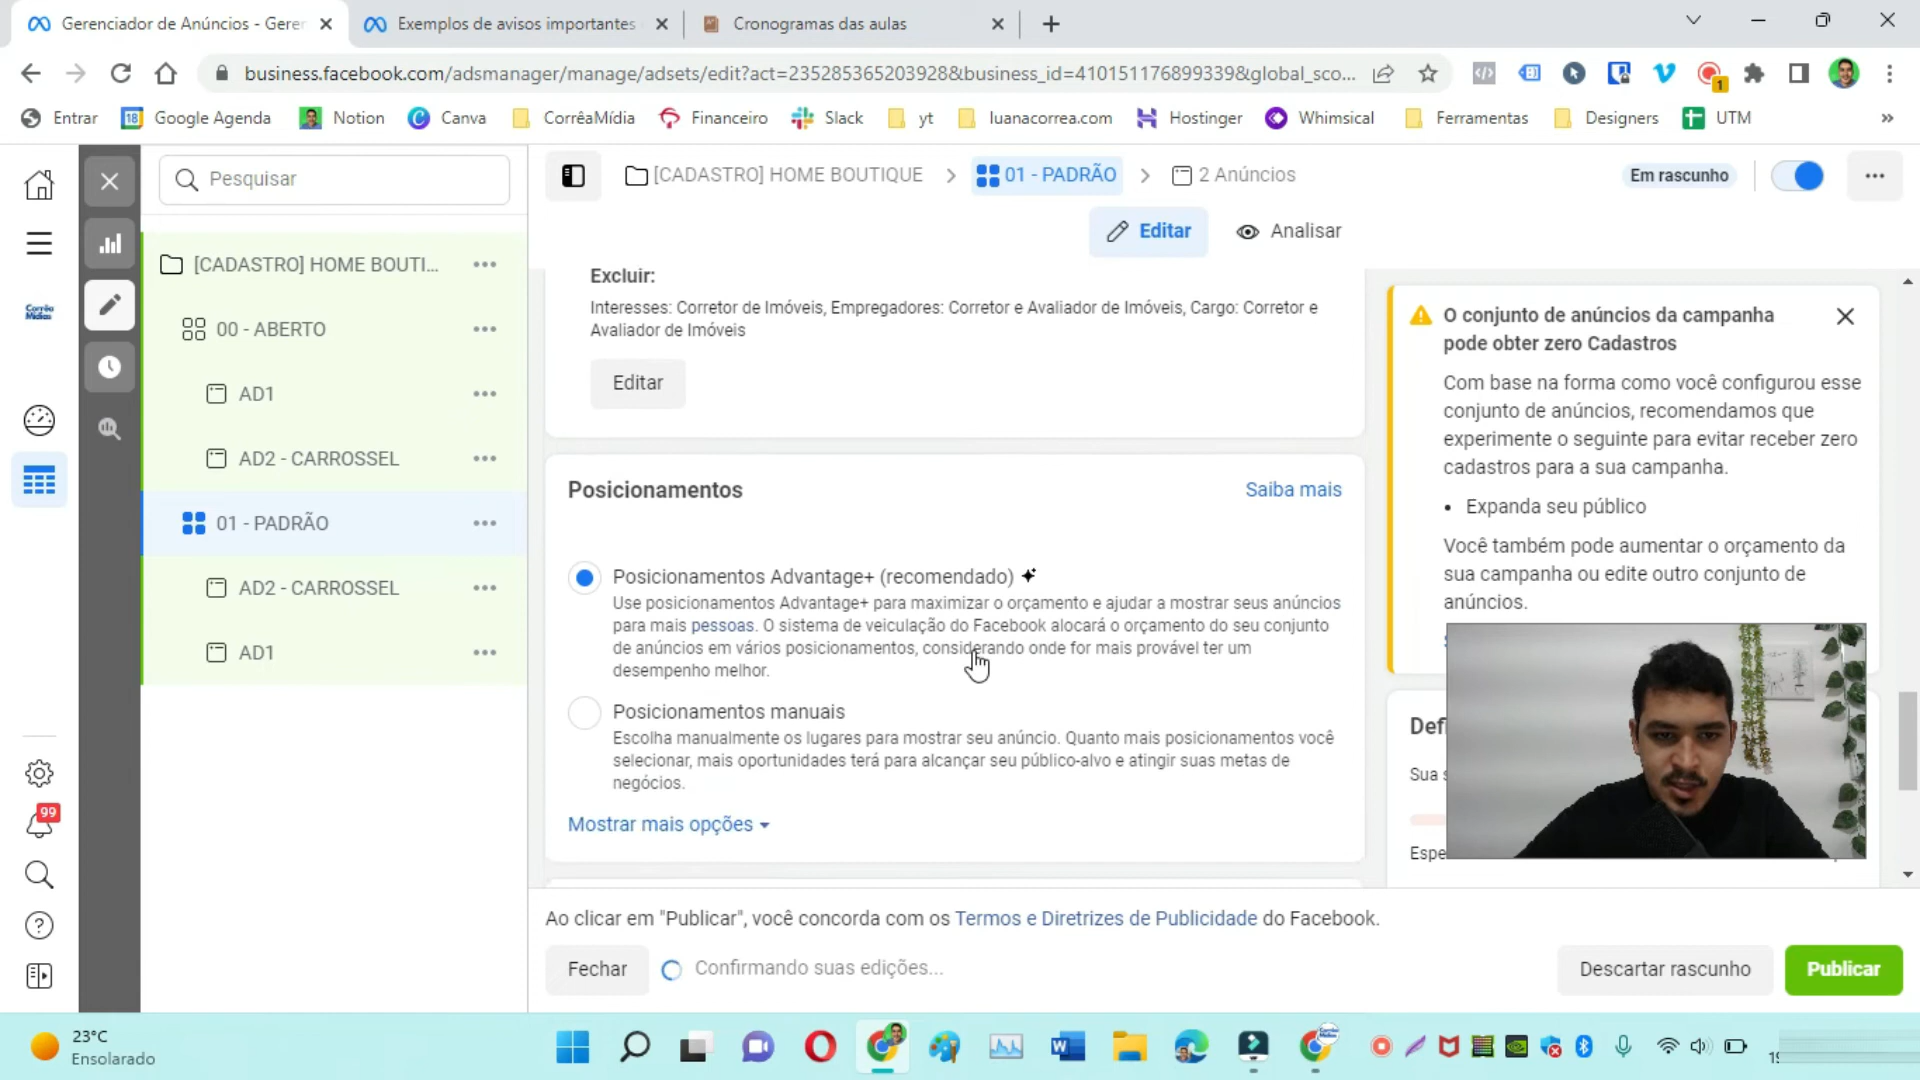 Gerenciador de Anúncios - Geren
Exemplos de avisos importantes
Cronogramas das aulas
business.facebook.com/adsmanager/manage/adsets/edit?act=235285365203928&business_id=410151176899339&global_sco...
1
Entrar
18
Google Agenda
Notion
Canva
CorrêaMídia
Financeiro
Slack
yt
luanacorrea.com
Hostinger
Whimsical
Ferramentas
Designers
UTM
»
Pesquisar
[CADASTRO] HOME BOUTIQUE
01 - PADRÃO
2 Anúncios
Em rascunho
Editar
Analisar
[CADASTRO] HOME BOUTI...
00 - ABERTO
AD1
AD2 - CARROSSEL
01 - PADRÃO
AD2 - CARROSSEL
AD1
99
Excluir:
Interesses: Corretor de Imóveis, Empregadores: Corretor e Avaliador de Imóveis, Cargo: Corretor e
Avaliador de Imóveis
Editar
Posicionamentos
Saiba mais
Posicionamentos Advantage+ (recomendado)
Use posicionamentos Advantage+ para maximizar o orçamento e ajudar a mostrar seus anúncios
para mais pessoas. O sistema de veiculação do Facebook alocará o orçamento do seu conjunto
de anúncios em vários posicionamentos, considerando onde for mais provável ter um
desempenho melhor.
Posicionamentos manuais
Escolha manualmente os lugares para mostrar seu anúncio. Quanto mais posicionamentos você
selecionar, mais oportunidades terá para alcançar seu público-alvo e atingir suas metas de
negócios.
Mostrar mais opções
O conjunto de anúncios da campanha
pode obter zero Cadastros
Com base na forma como você configurou esse
conjunto de anúncios, recomendamos que
experimente o seguinte para evitar receber zero
cadastros para a sua campanha.
• Expanda seu público
Você também pode aumentar o orçamento da
sua campanha ou edite outro conjunto de
anúncios.
Defi
Sua s
Espe
Ao clicar em "Publicar", você concorda com os Termos e Diretrizes de Publicidade do Facebook.
Fechar
Confirmando suas edições...
Descartar rascunho
Publicar
23°C
Ensolarado